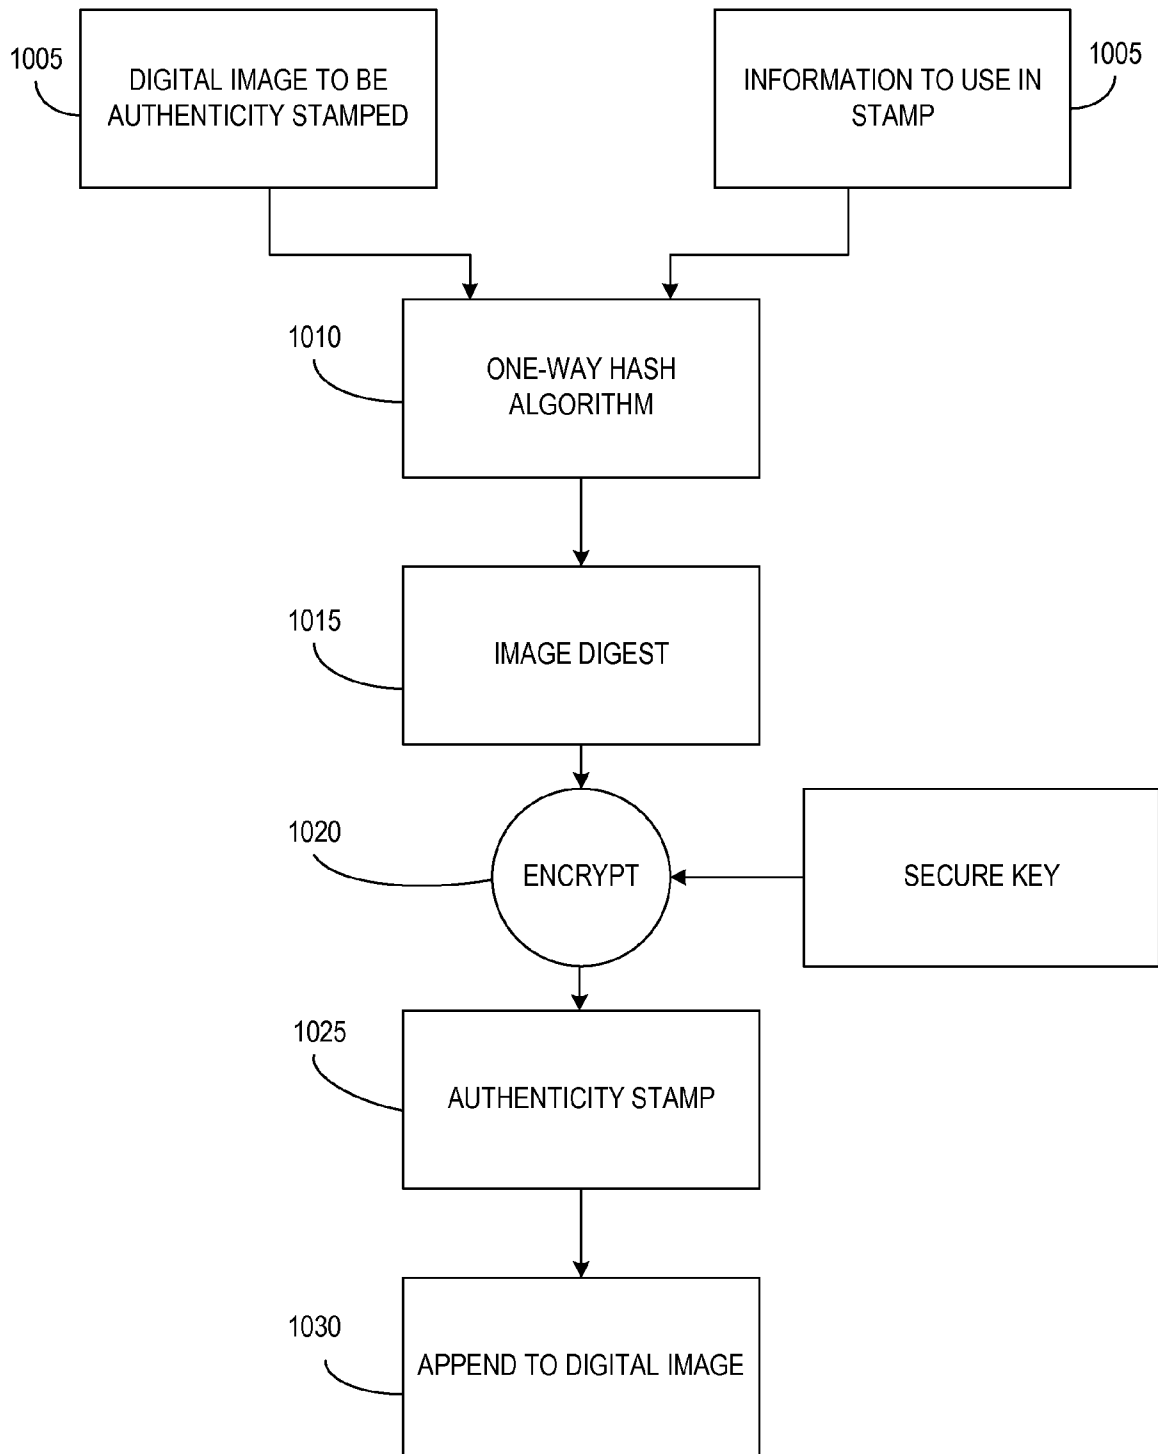 1005
DIGITAL IMAGE TO BE
AUTHENTICITY STAMPED
INFORMATION TO USE IN
STAMP
1005
1010
ONE-WAY HASH
ALGORITHM
1015
IMAGE DIGEST
1020
ENCRYPT
SECURE KEY
1025
AUTHENTICITY STAMP
1030
APPEND TO DIGITAL IMAGE